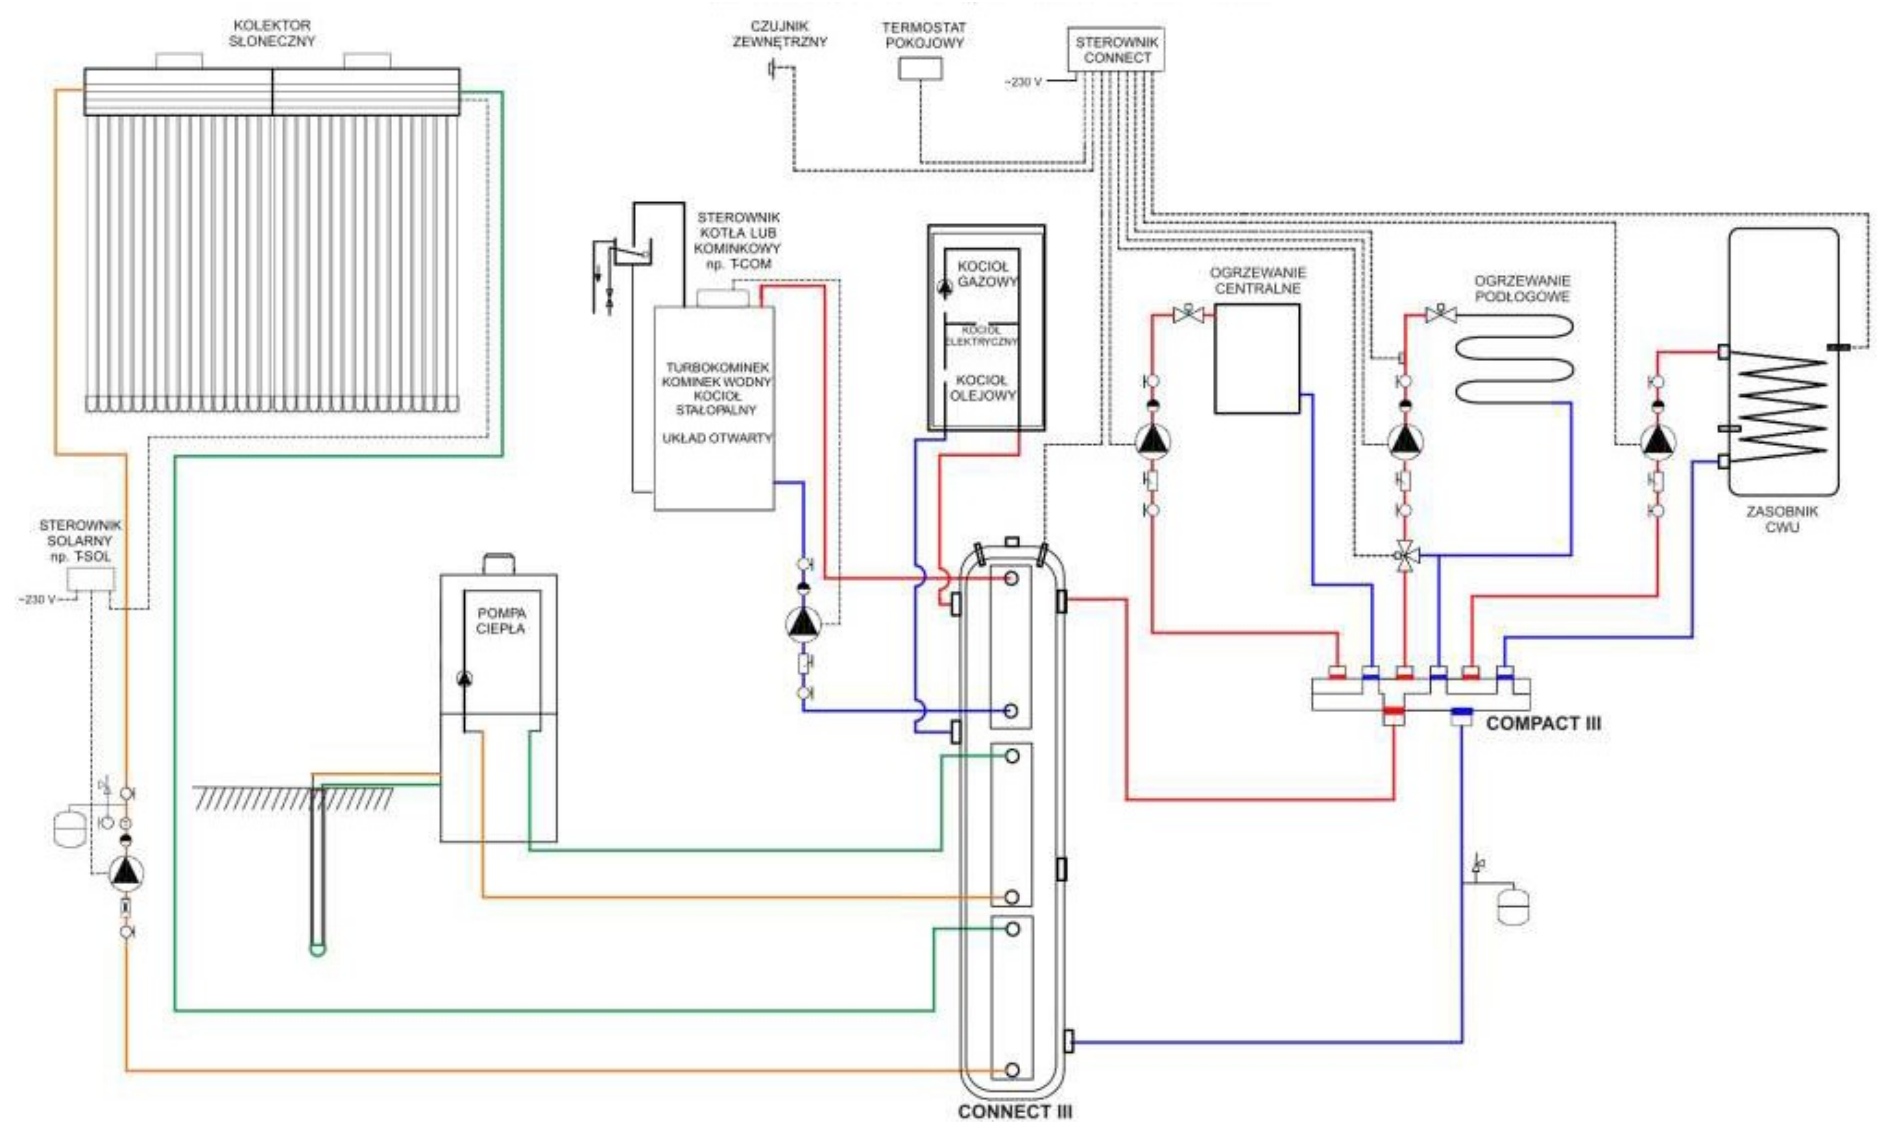 KOLEKTOR
SŁONECZNY
CZUJNIK
ZEWNĘTRZNY
TERMOSTAT
POKOJOWY
STEROWNIK
CONNECT
~230 V
STEROWNIK
KOTŁA LUB
KOMINKOWY
np. T-COM
KOCIOŁ
GAZOWY
KOCIOŁ
ELEKTRYCZNY
KOCIOŁ
OLEJOWY
OGRZEWANIE
CENTRALNE
OGRZEWANIE
PODŁOGOWE
TURBOKOMINEK
KOMINEK WODNY
KOCIOŁ
STAŁOPALNY
UKŁAD OTWARTY
ZASOBNIK
CWU
STEROWNIK
SOLARNY
np. T-SOL
~230 V
POMPA
CIEPŁA
COMPACT III
CONNECT III